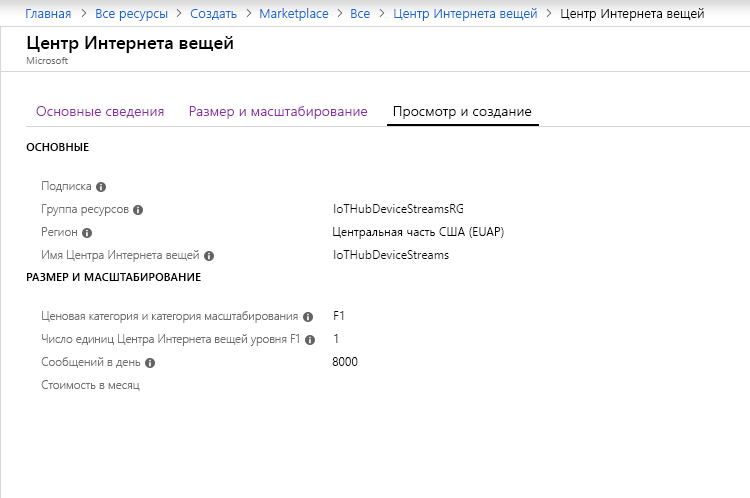 Главная > Все ресурсы > Создать > Marketplace > Все > Центр Интернета вещей > Центр Интернета вещей
Центр Интернета вещей
Microsoft
Основные сведения Размер и масштабирование Просмотр и создание
ОСНОВНЫЕ
Подписка
Группа ресурсов IoTHubDeviceStreamsRG
Регион Центральная часть США (EUAP)
Имя Центра Интернета вещей IoTHubDeviceStreams
РАЗМЕР И МАСШТАБИРОВАНИЕ
Ценовая категория и категория масштабирования F1
Число единиц Центра Интернета вещей уровня F1 1
Сообщений в день 8000
Стоимость в месяц